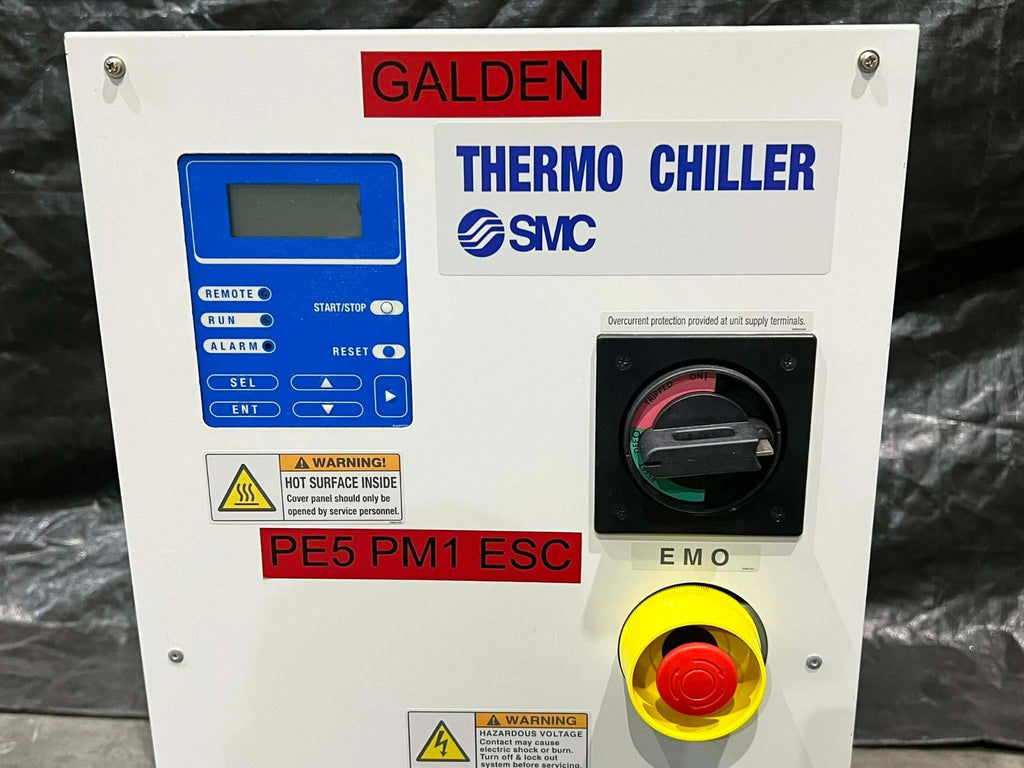 GALDEN
THERMO CHILLER
SMC
REMOTE
RUN
ALARM
START/STOP
RESET
SEL
ENT
Overcurrent protection provided at unit supply terminals.
TRIPPED ON I
WARNING!
HOT SURFACE INSIDE
Cover panel should only be
opened by service personnel.
PE5 PM1 ESC
EMO
WARNING
HAZARDOUS VOLTAGE
Contact may cause
electric shock or burn.
Turn off & lock out
system before servicing.